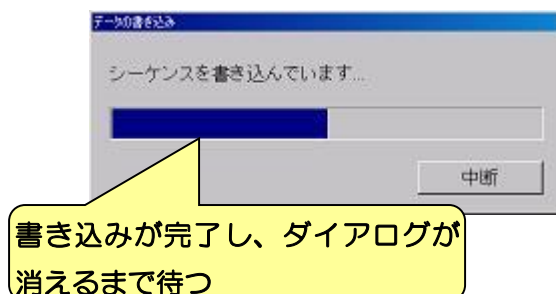 データの書き込み
シーケンスを書き込んでいます...
中断
書き込みが完了し、ダイアログが
消えるまで待つ